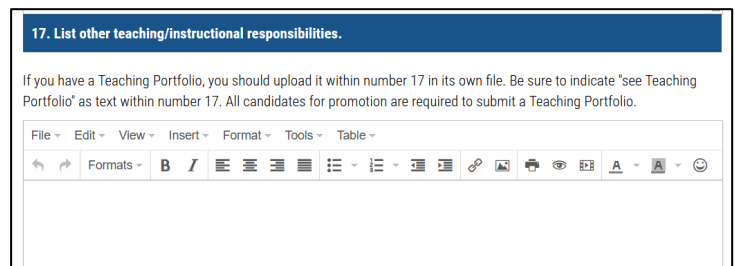 17. List other teaching/instructional responsibilities.
If you have a Teaching Portfolio, you should upload it within number 17 in its own file. Be sure to indicate "see Teaching
Portfolio" as text within number 17. All candidates for promotion are required to submit a Teaching Portfolio.
File Edit View Insert Format Tools Table
Formats B I A A